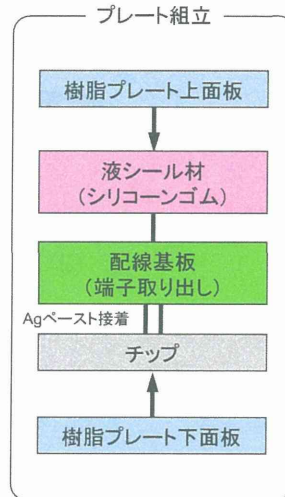 プレート組立
樹脂プレート上面板
液シール材
(シリコーンゴム)
配線基板
(端子取り出し)
Agペースト接着
チップ
樹脂プレート下面板